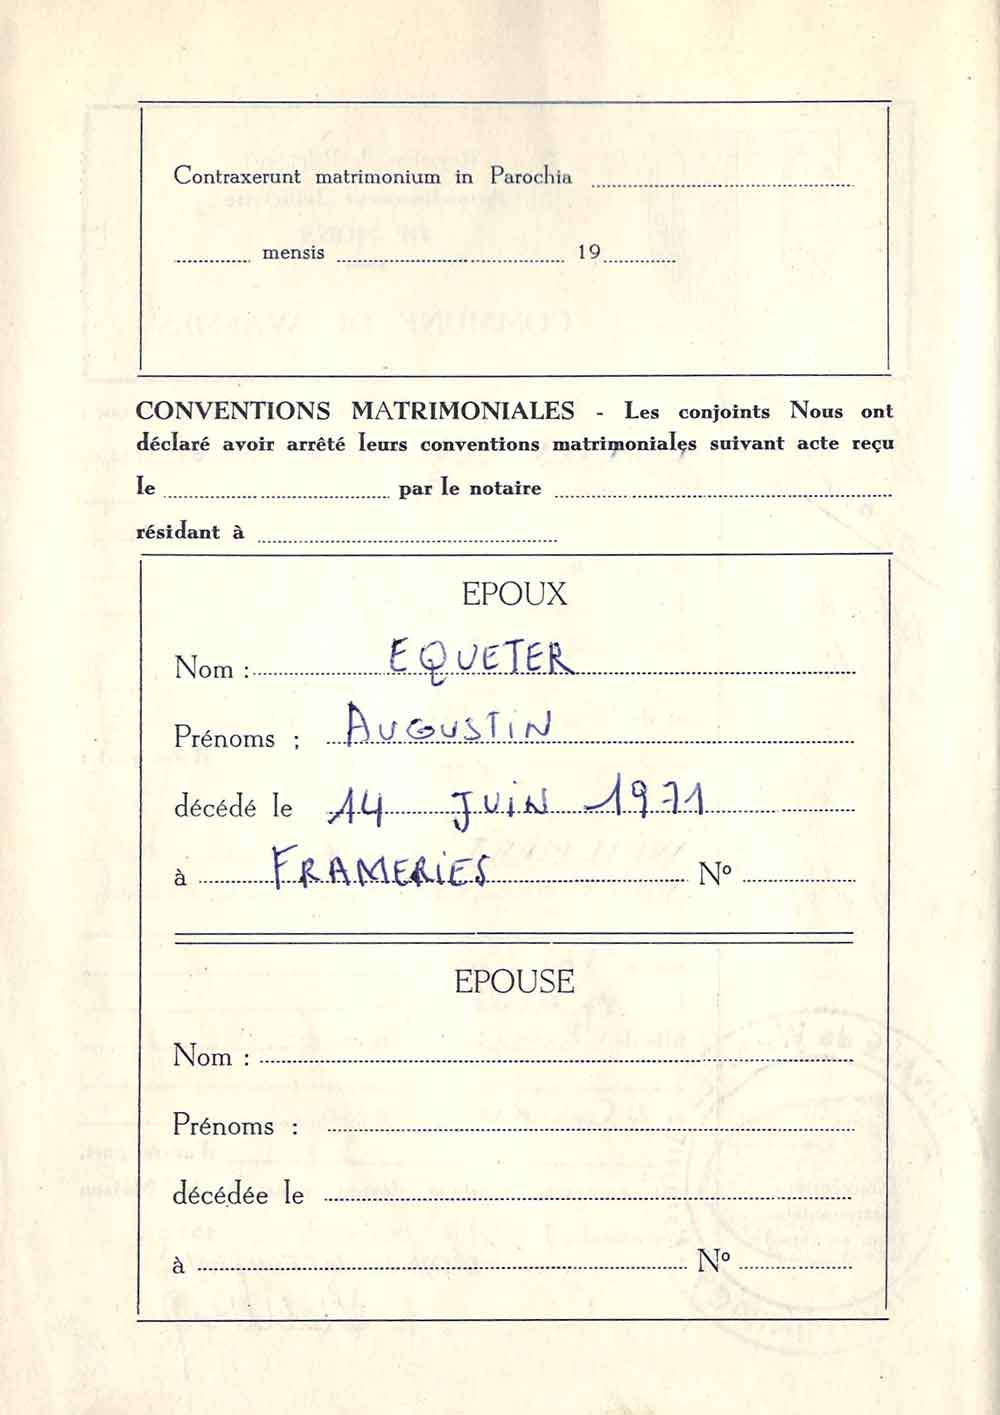 Contraxerunt matrimonium in Parochia
mensis 19
CONVENTIONS MATRIMONIALES - Les conjoints Nous ont
déclaré avoir arrêté leurs conventions matrimoniales suivant acte reçu
le par le notaire
résidant à
EPOUX
Nom : EQUETER
Prénoms : AUGUSTIN
décédé le 14 JUIN 1971
à FRAMERIES Nº
EPOUSE
Nom :
Prénoms :
décédée le
à Nº